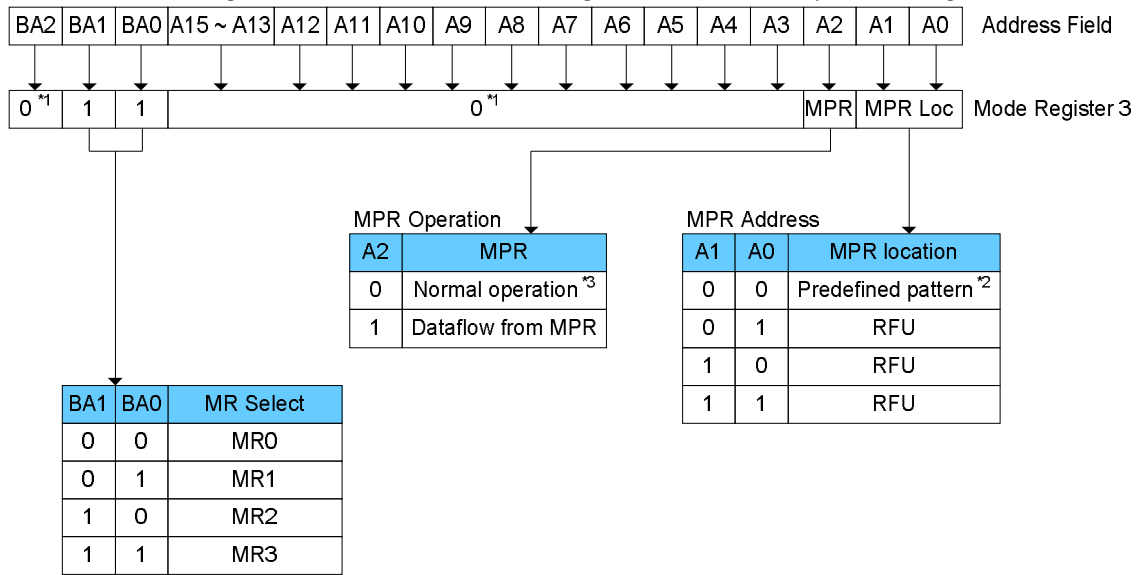 BA2 BA1 BA0 A15 ~ A13 A12 A11 A10 A9 A8 A7 A6 A5 A4 A3 A2 A1 A0 Address Field
0*1 1 1 0*1 MPR MPR Loc Mode Register 3
MPR Operation
A2 MPR
0 Normal operation*3
1 Dataflow from MPR
MPR Address
A1 A0 MPR location
0 0 Predefined pattern*2
0 1 RFU
1 0 RFU
1 1 RFU
BA1 BA0 MR Select
0 0 MR0
0 1 MR1
1 0 MR2
1 1 MR3